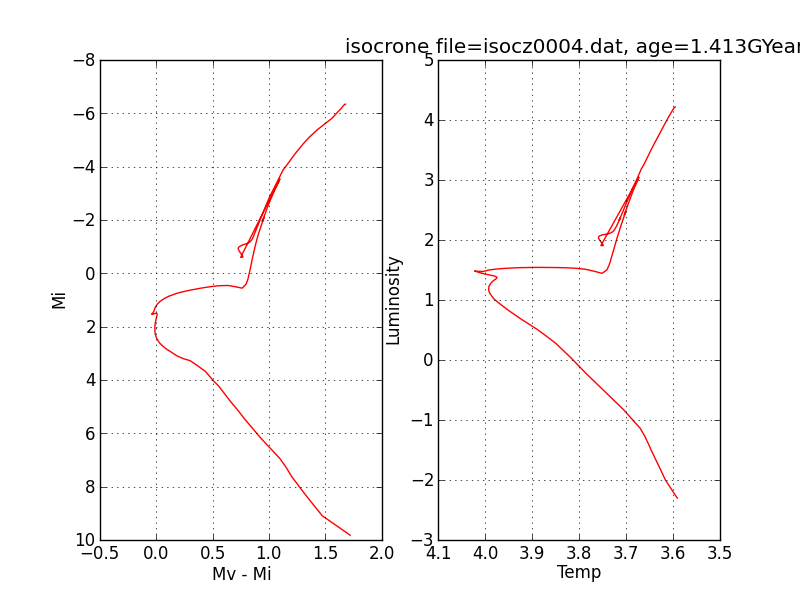 isocrone file=isocz0004.dat, age=1.413GYear
−8
−6
−4
−2
0
2
4
6
8
10
Mi
−0.5 0.0 0.5 1.0 1.5 2.0
Mv - Mi
5
4
3
2
1
0
−1
−2
−3
Luminosity
4.1 4.0 3.9 3.8 3.7 3.6 3.5
Temp